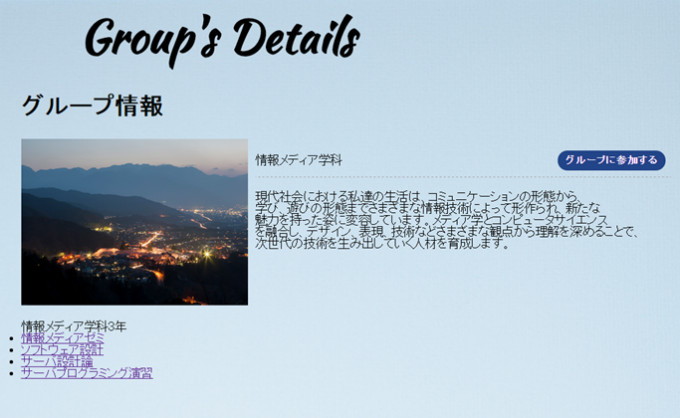 Group's Details
グループ情報
情報メディア学科
グループに参加する
現代社会における私達の生活は、コミュニケーションの形態から、
学び、遊びの形態までさまざまな情報技術によって形作られ、新たな
魅力を持った姿に変容しています。メディア学とコンピュータサイエンス
を融合し、デザイン、表現、技術などさまざまな観点から理解を深めることで、
次世代の技術を生み出していく人材を育成します。
情報メディア学科3年
情報メディアゼミ
ソフトウェア設計
サーバ設計論
サーバプログラミング演習